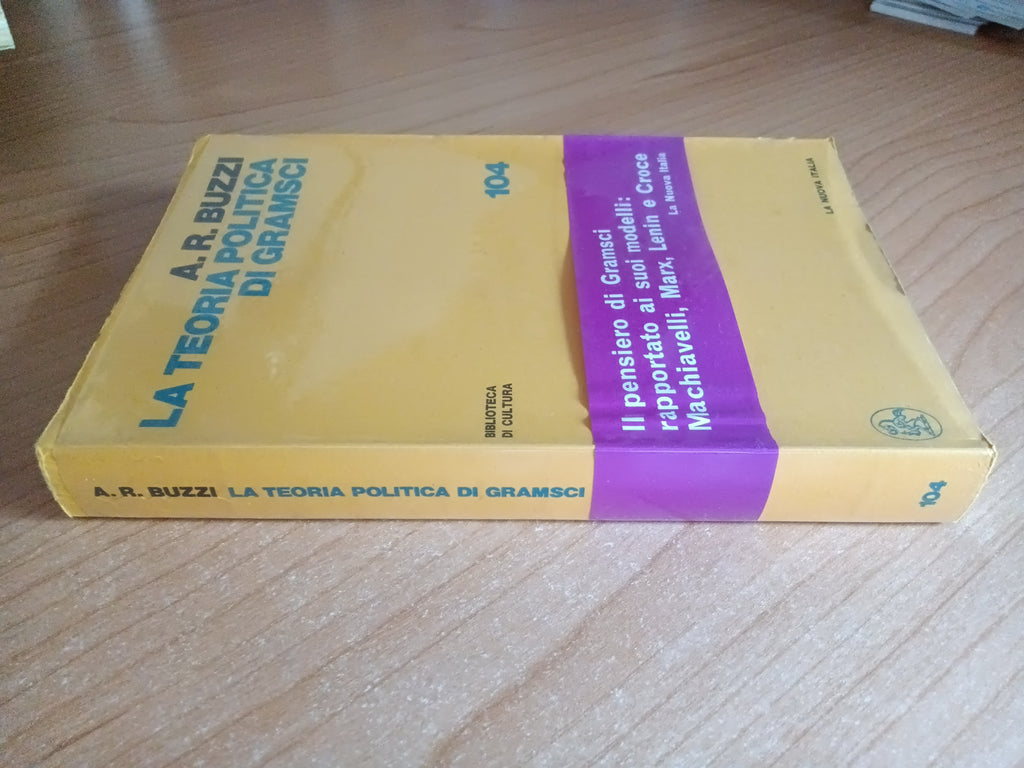 A. R. BUZZI
LA TEORIA POLITICA
DI GRAMSCI
104
BIBLIOTECA
DI CULTURA
Il pensiero di Gramsci
rapportato ai suoi modelli:
Machiavelli, Marx, Lenin e Croce
La Nuova Italia
LA NUOVA ITALIA
A. R. BUZZI LA TEORIA POLITICA DI GRAMSCI
104